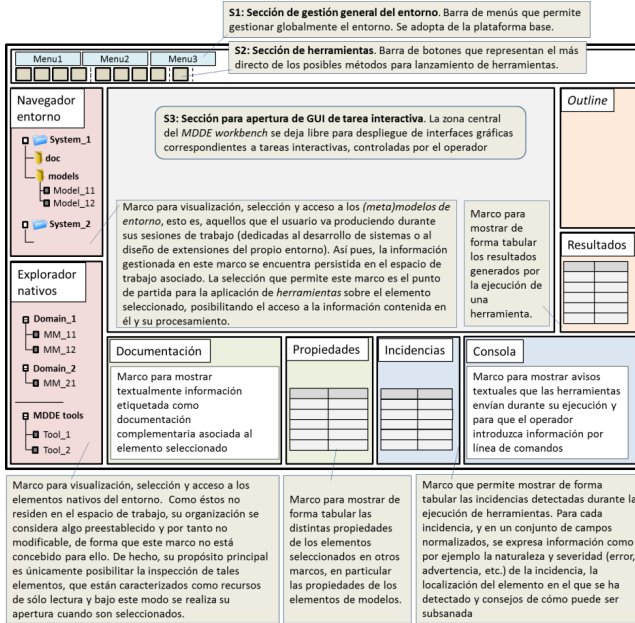 S1: Sección de gestión general del entorno. Barra de menús que permite
gestionar globalmente el entorno. Se adopta de la plataforma base.
Menu1
Menu2
Menu3
S2: Sección de herramientas. Barra de botones que representan el más
directo de los posibles métodos para lanzamiento de herramientas.
Navegador
entorno
System_1
doc
models
Model_11
Model_12
System_2
S3: Sección para apertura de GUI de tarea interactiva. La zona central
del MDDE workbench se deja libre para despliegue de interfaces gráficas
correspondientes a tareas interactivas, controladas por el operador
Outline
Marco para visualización, selección y acceso a los (meta)modelos de
entorno, esto es, aquellos que el usuario va produciendo durante
sus sesiones de trabajo (dedicadas al desarrollo de sistemas o al
diseño de extensiones del propio entorno). Así pues, la información
gestionada en este marco se encuentra persistida en el espacio de
trabajo asociado. La selección que permite este marco es el punto
de partida para la aplicación de herramientas sobre el elemento
seleccionado, posibilitando el acceso a la información contenida en
él y su procesamiento.
Marco para
mostrar de
forma tabular
los resultados
generados por
la ejecución de
una
herramienta.
Resultados
Explorador
nativos
Domain_1
MM_11
MM_12
Domain_2
MM_21
MDDE tools
Tool_1
Tool_2
Documentación
Marco para mostrar
textualmente información
etiquetada como
documentación
complementaria asociada al
elemento seleccionado
Propiedades
Incidencias
Consola
Marco para mostrar avisos
textuales que las herramientas
envían durante su ejecución y
para que el operador
introduzca información por
línea de comandos
Marco para visualización, selección y acceso a los
elementos nativos del entorno. Como éstos no
residen en el espacio de trabajo, su organización se
considera algo preestablecido y por tanto no
modificable, de forma que este marco no está
concebido para ello. De hecho, su propósito principal
es únicamente posibilitar la inspección de tales
elementos, que están caracterizados como recursos
de sólo lectura y bajo este modo se realiza su
apertura cuando son seleccionados.
Marco para mostrar de
forma tabular las
distintas propiedades
de los elementos
seleccionados en otros
marcos, en particular
las propiedades de los
elementos de modelos.
Marco que permite mostrar de forma
tabular las incidencias detectadas durante la
ejecución de herramientas. Para cada
incidencia, y en un conjunto de campos
normalizados, se expresa información como
por ejemplo la naturaleza y severidad (error,
advertencia, etc.) de la incidencia, la
localización del elemento en el que se ha
detectado y consejos de cómo puede ser
subsanada